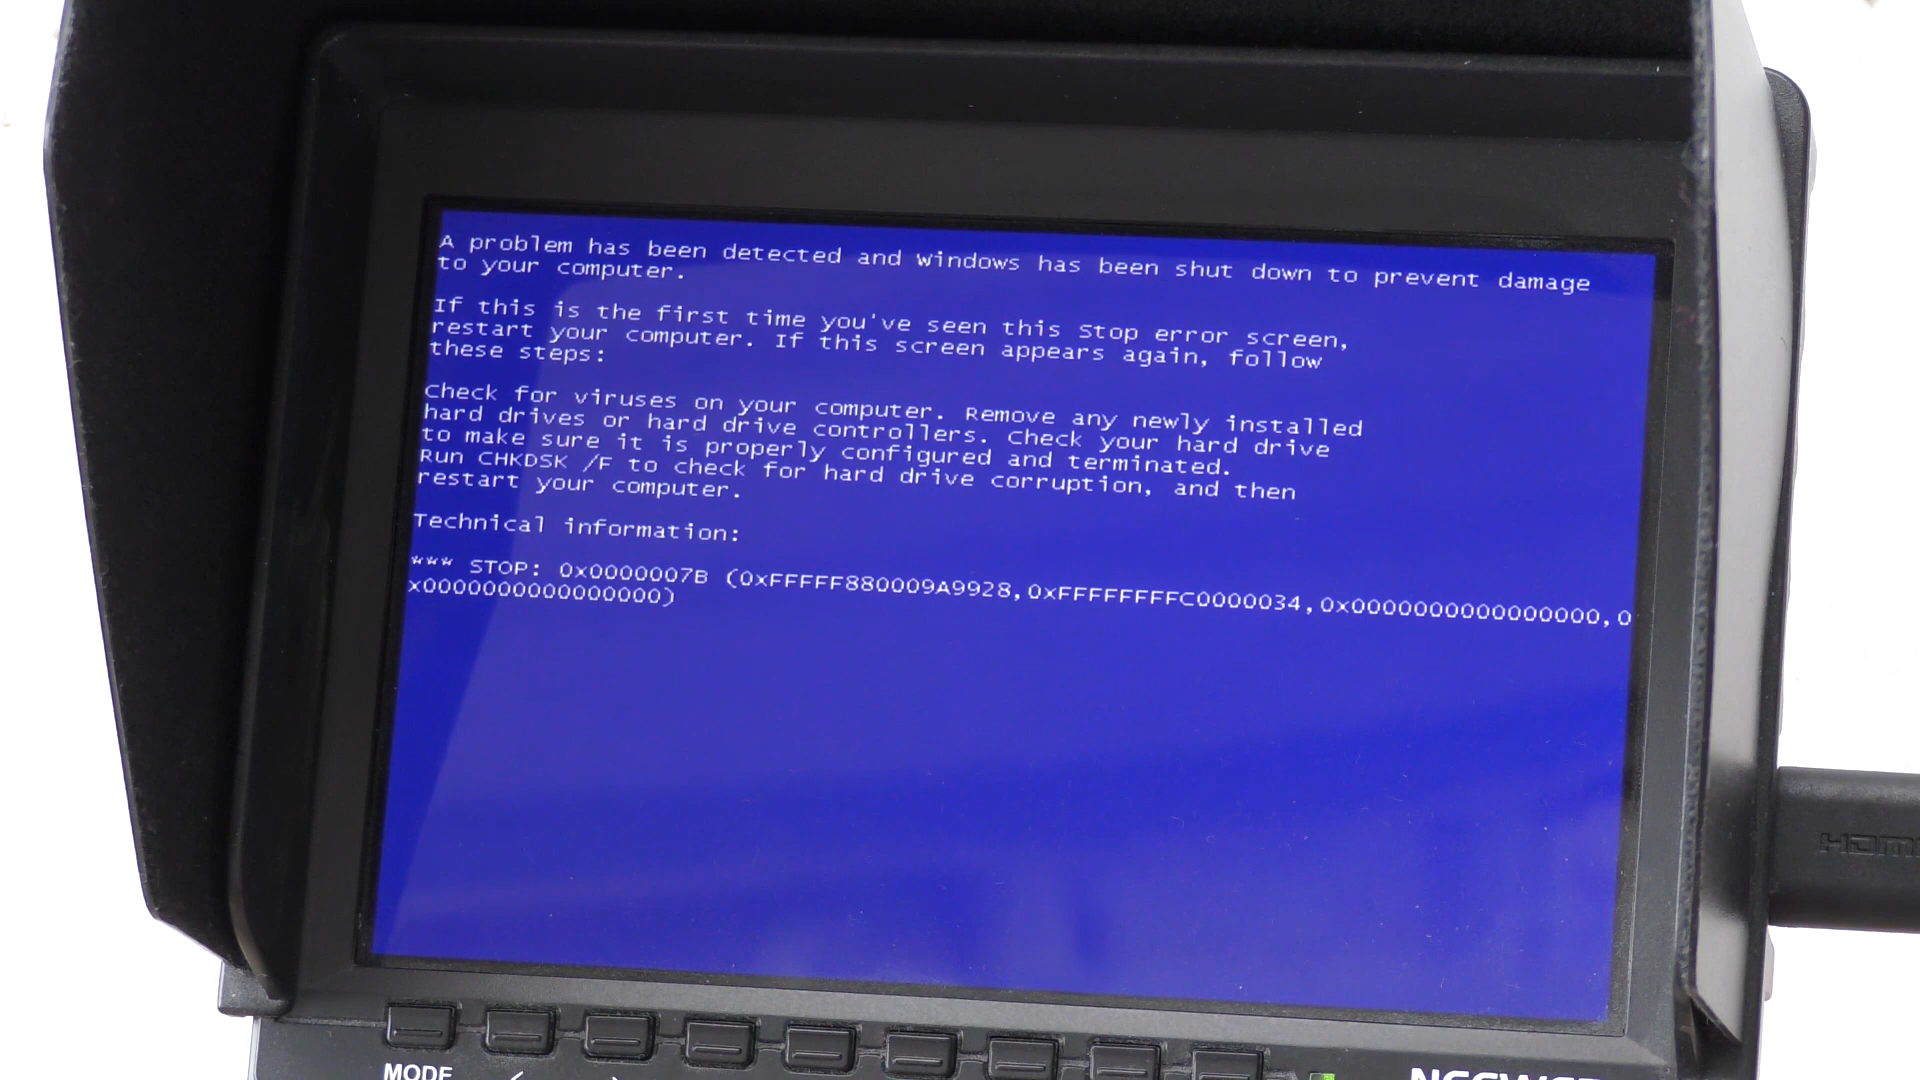 A problem has been detected and windows has been shut down to prevent damage
to your computer.
If this is the first time you've seen this Stop error screen,
restart your computer. If this screen appears again, follow
these steps:
Check for viruses on your computer. Remove any newly installed
hard drives or hard drive controllers. Check your hard drive
to make sure it is properly configured and terminated.
Run CHKDSK /F to check for hard drive corruption, and then
restart your computer.
Technical information:
*** STOP: 0x0000007B (0xFFFFF880009A9928,0xFFFFFFFFC0000034,0x0000000000000000,0
x0000000000000000)
HDMI
MODE